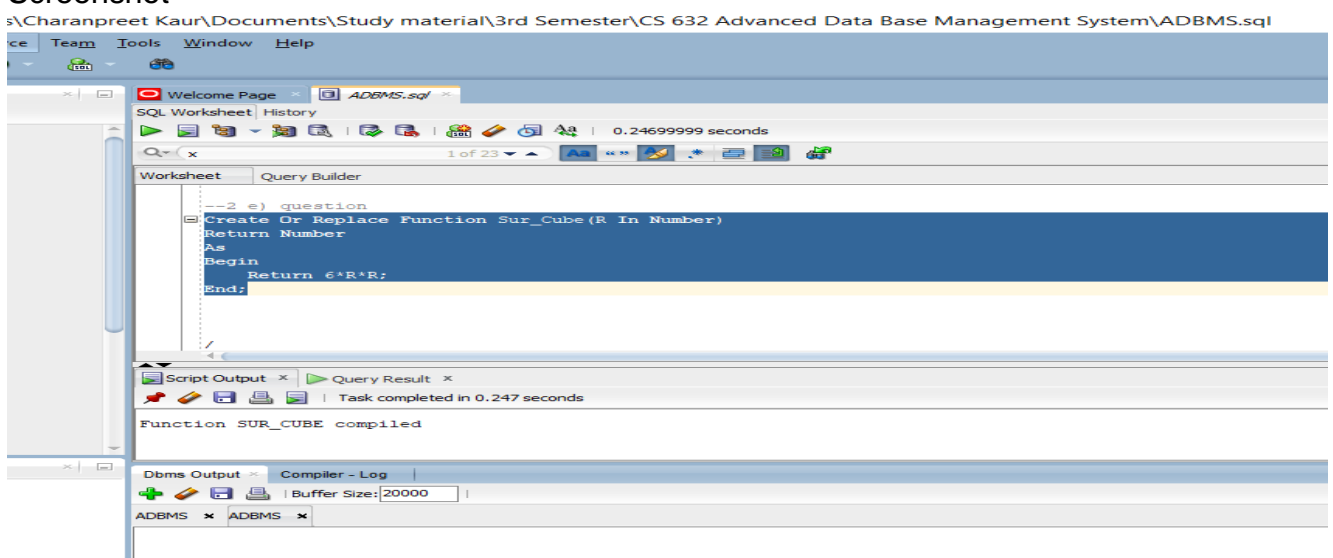 Screenshot
s\Charanpreet Kaur\Documents\Study material\3rd Semester\CS 632 Advanced Data Base Management System\ADBMS.sql
ce Team Tools Window Help
Welcome Page ADBMS.sql
SQL Worksheet History
0.24699999 seconds
x 1 of 23 Aa “ ” .*
Worksheet Query Builder
--2 e) question
Create Or Replace Function Sur_Cube(R In Number)
Return Number
As
Begin
Return 6*R*R;
End;
/
Script Output Query Result
Task completed in 0.247 seconds
Function SUR_CUBE compiled
Dbms Output Compiler - Log
Buffer Size: 20000
ADBMS ADBMS